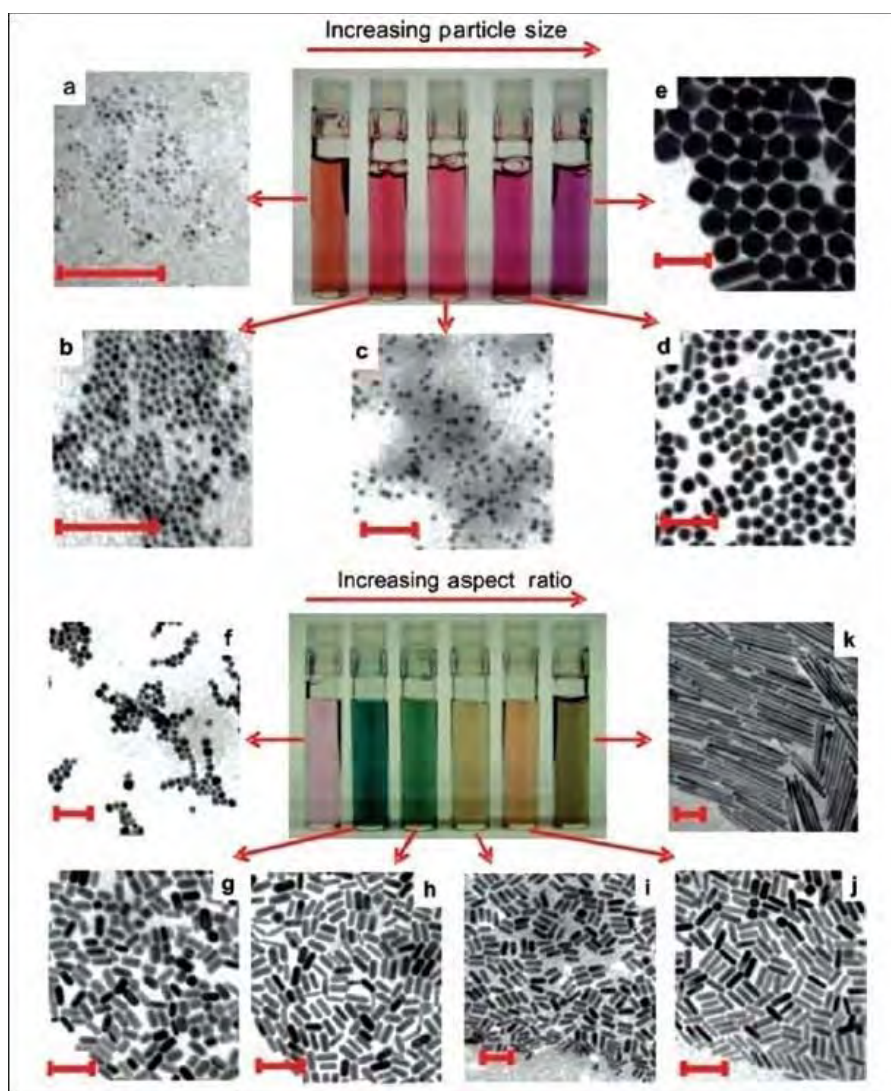 Increasing particle size
a
e
b
c
d
Increasing aspect ratio
f
k
g
h
i
j